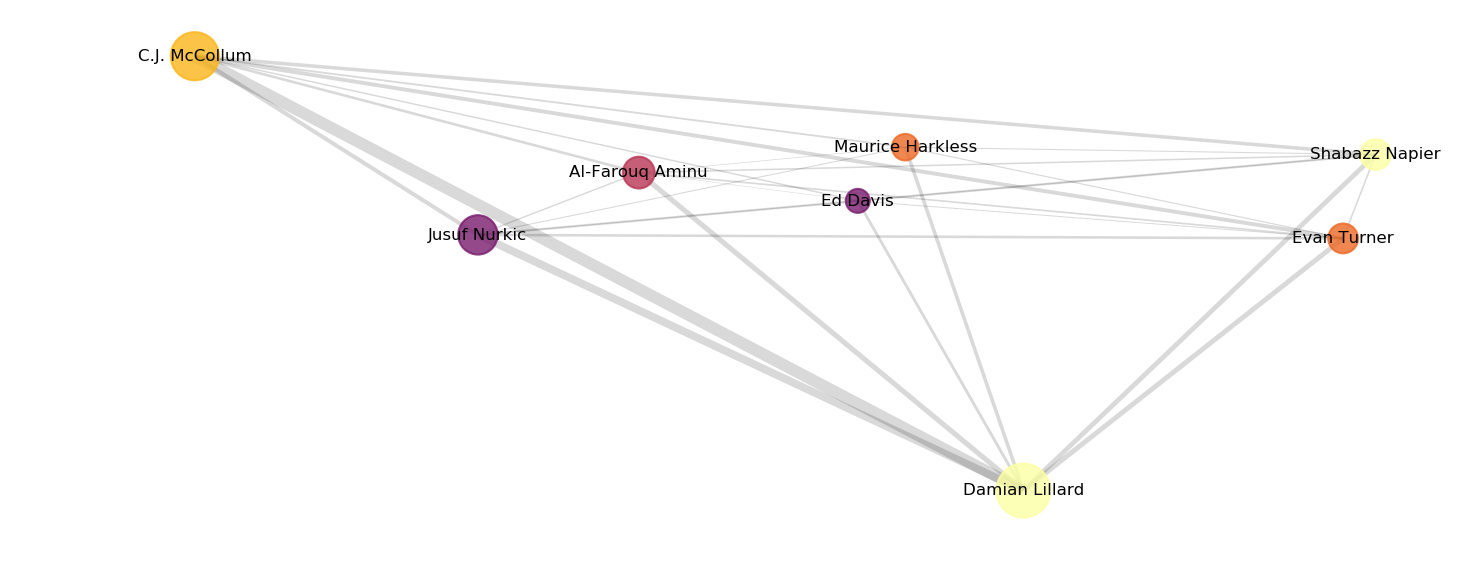 C.J. McCollum
Maurice Harkless
Shabazz Napier
Al-Farouq Aminu
Ed Davis
Jusuf Nurkic
Evan Turner
Damian Lillard